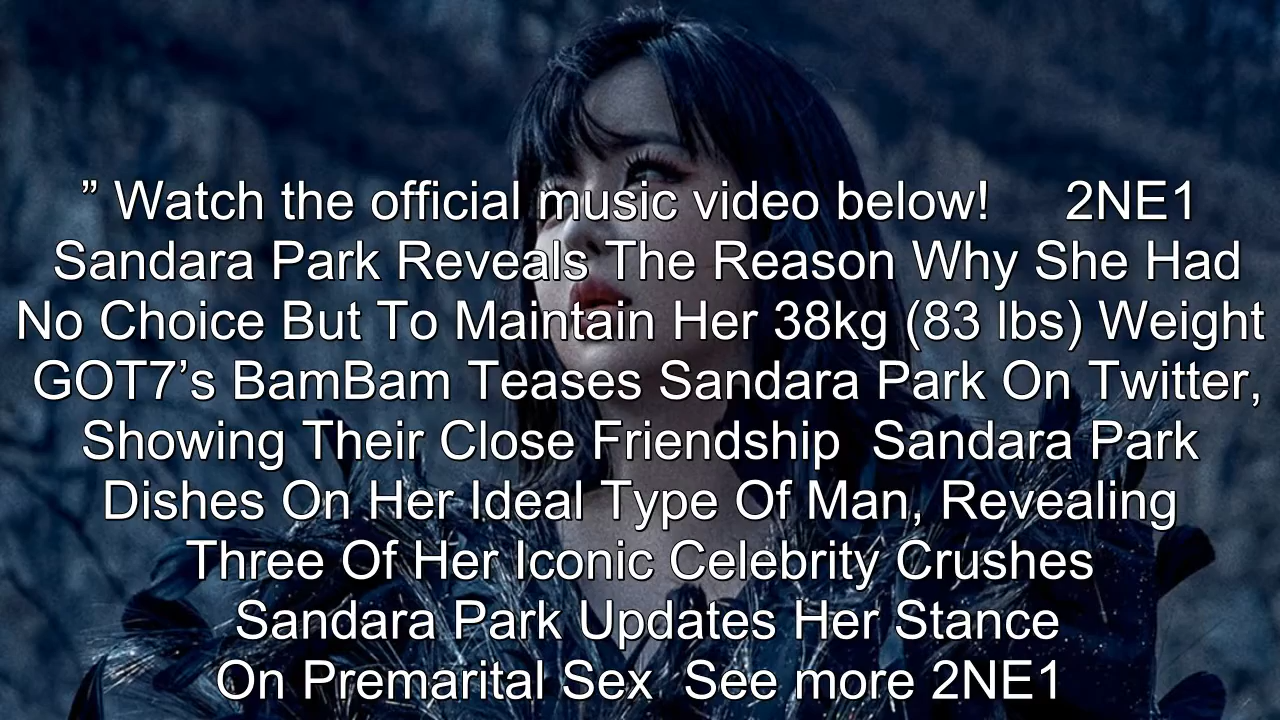 ” Watch the official music video below! 2NE1
Sandara Park Reveals The Reason Why She Had
No Choice But To Maintain Her 38kg (83 lbs) Weight
GOT7’s BamBam Teases Sandara Park On Twitter,
Showing Their Close Friendship Sandara Park
Dishes On Her Ideal Type Of Man, Revealing
Three Of Her Iconic Celebrity Crushes
Sandara Park Updates Her Stance
On Premarital Sex See more 2NE1